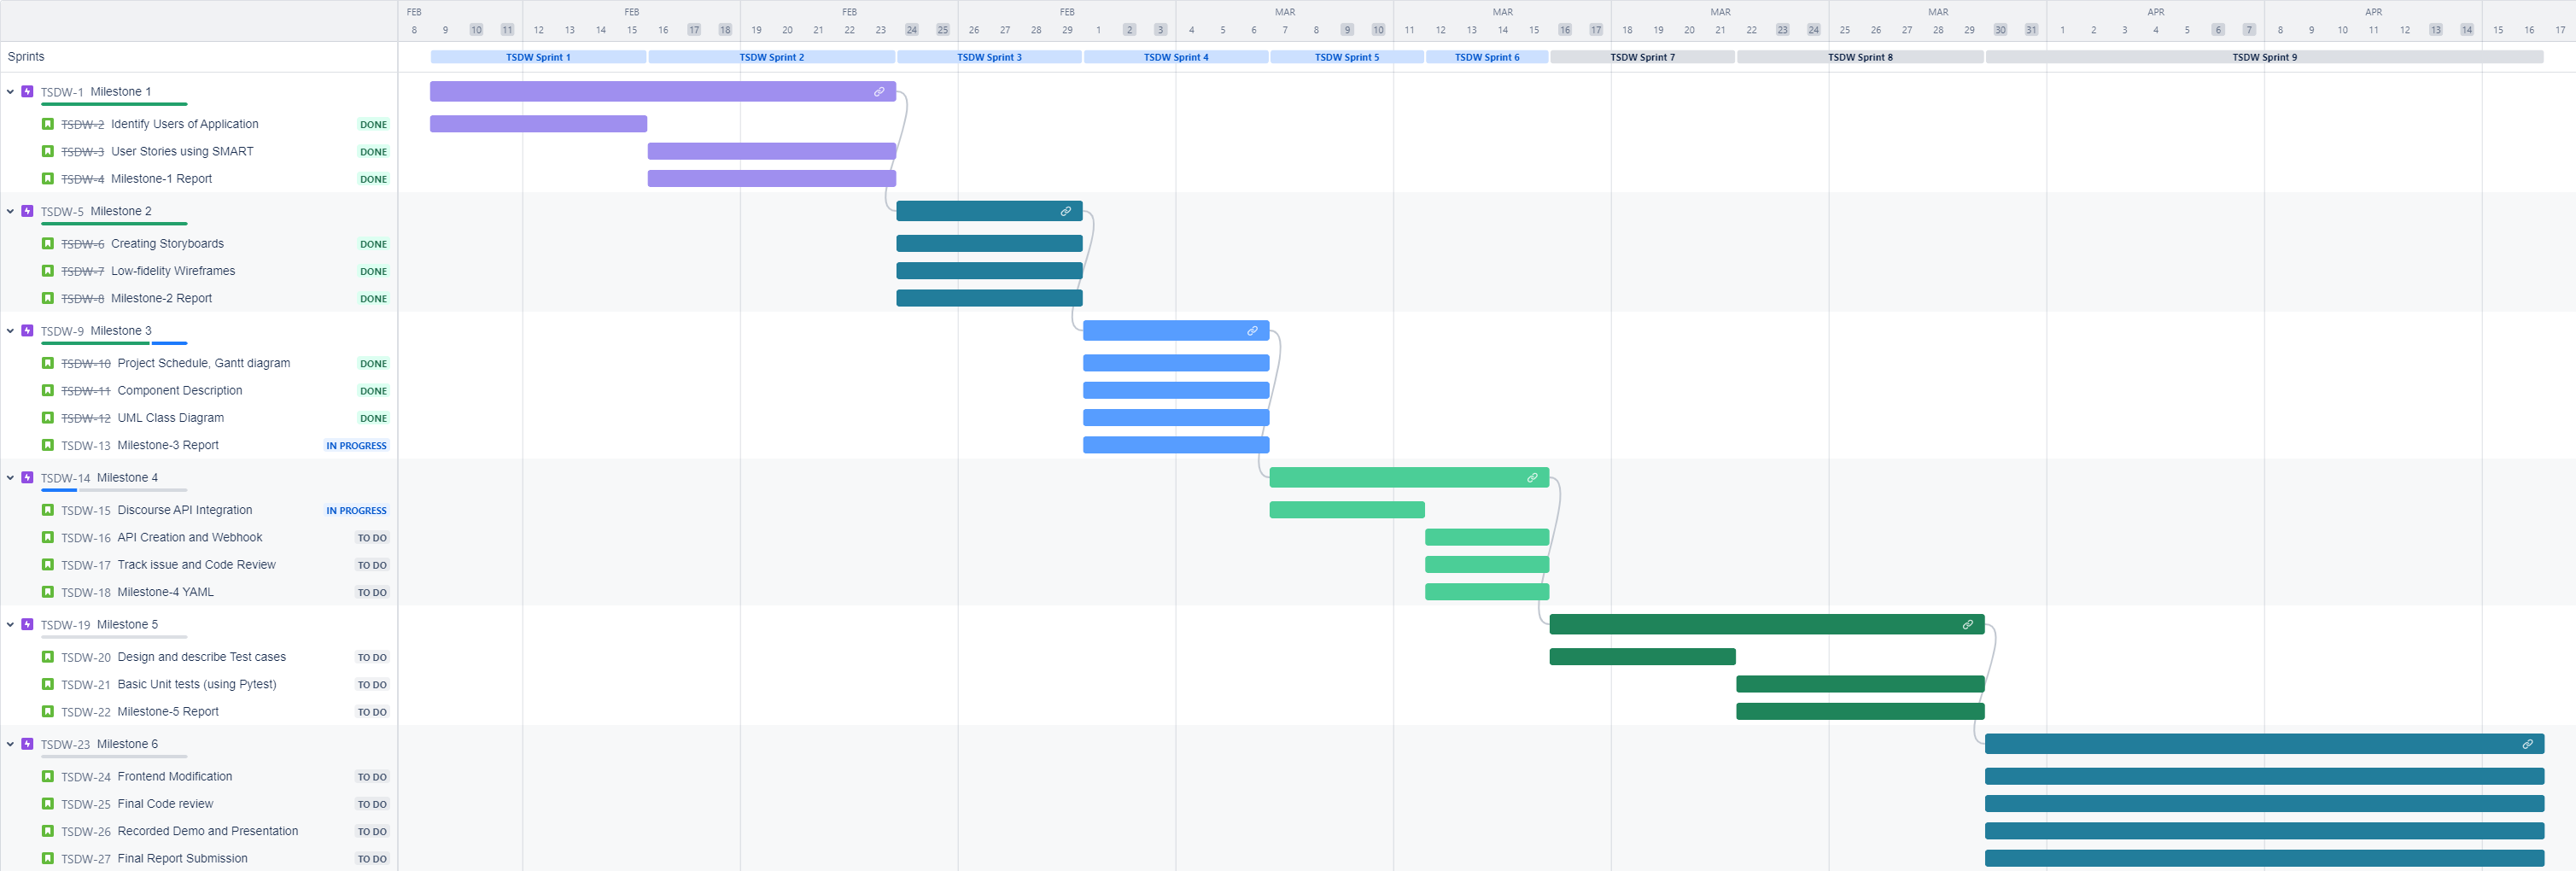 FEB FEB FEB FEB MAR MAR MAR MAR APR APR
8 9 10 11 12 13 14 15 16 17 18 19 20 21 22 23 24 25 26 27 28 29 1 2 3 4 5 6 7 8 9 10 11 12 13 14 15 16 17 18 19 20 21 22 23 24 25 26 27 28 29 30 31 1 2 3 4 5 6 7 8 9 10 11 12 13 14 15 16 17
Sprints TSDW Sprint 1 TSDW Sprint 2 TSDW Sprint 3 TSDW Sprint 4 TSDW Sprint 5 TSDW Sprint 6 TSDW Sprint 7 TSDW Sprint 8 TSDW Sprint 9
TSDW-1 Milestone 1
TSDW-2 Identify Users of Application DONE
TSDW-3 User Stories using SMART DONE
TSDW-4 Milestone-1 Report DONE
TSDW-5 Milestone 2
TSDW-6 Creating Storyboards DONE
TSDW-7 Low-fidelity Wireframes DONE
TSDW-8 Milestone-2 Report DONE
TSDW-9 Milestone 3
TSDW-10 Project Schedule, Gantt diagram DONE
TSDW-11 Component Description DONE
TSDW-12 UML Class Diagram DONE
TSDW-13 Milestone-3 Report IN PROGRESS
TSDW-14 Milestone 4
TSDW-15 Discourse API Integration IN PROGRESS
TSDW-16 API Creation and Webhook TO DO
TSDW-17 Track issue and Code Review TO DO
TSDW-18 Milestone-4 YAML TO DO
TSDW-19 Milestone 5
TSDW-20 Design and describe Test cases TO DO
TSDW-21 Basic Unit tests (using Pytest) TO DO
TSDW-22 Milestone-5 Report TO DO
TSDW-23 Milestone 6
TSDW-24 Frontend Modification TO DO
TSDW-25 Final Code review TO DO
TSDW-26 Recorded Demo and Presentation TO DO
TSDW-27 Final Report Submission TO DO